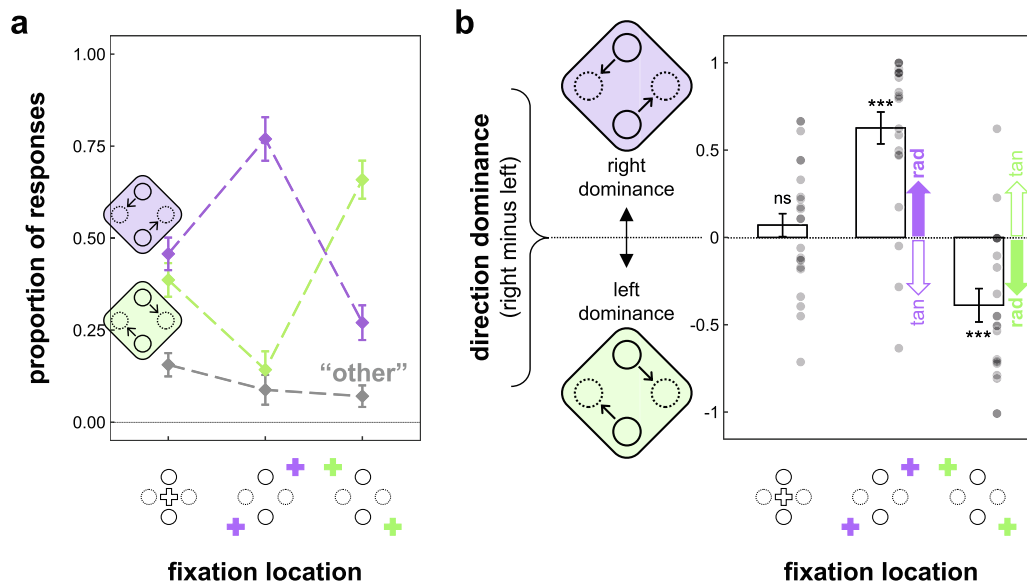 a
proportion of responses
1.00
0.75
0.50
0.25
0.00
“other”
fixation location
b
direction dominance
(right minus left)
right
dominance
left
dominance
1
0.5
0
-0.5
-1
ns
***
***
rad
tan
tan
rad
fixation location